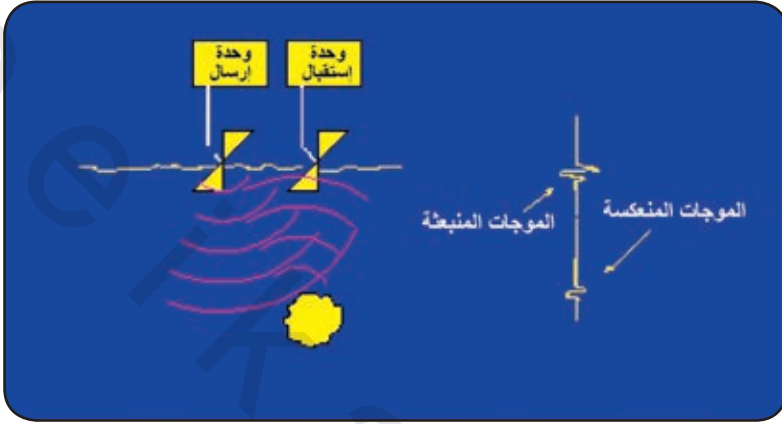 وحدة
إرسال
وحدة
إستقبال
الموجات المنبعثة
الموجات المنعكسة